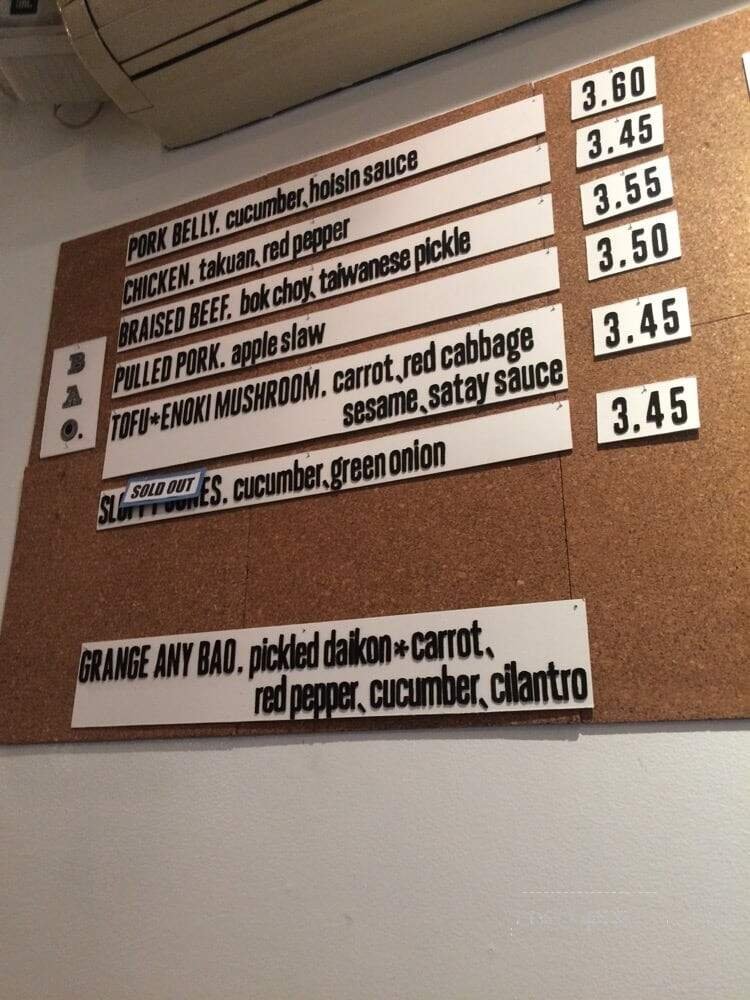 PORK BELLY. cucumber, hoisin sauce 3.60
CHICKEN. takuan, red pepper 3.45
BRAISED BEEF. bok choy, taiwanese pickle 3.55
PULLED PORK. apple slaw 3.50
BAO.
TOFU*ENOKI MUSHROOM. carrot, red cabbage 3.45
sesame, satay sauce
SOLD OUT
cucumber, green onion 3.45
GRANGE ANY BAO. pickled daikon*carrot,
red pepper, cucumber, cilantro